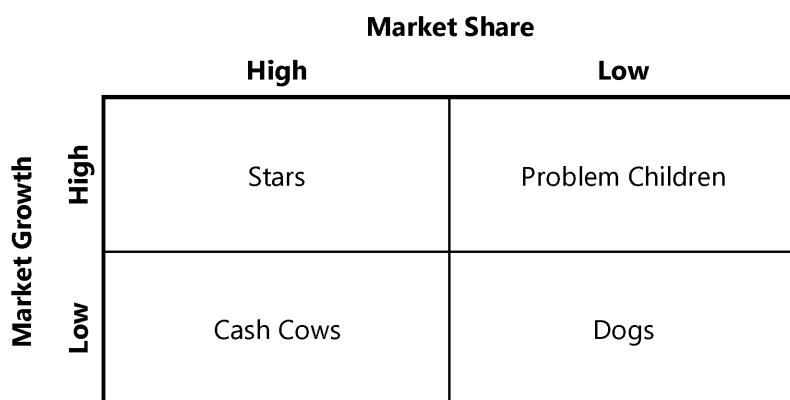 Market Share
High Low
Market Growth
High
Stars Problem Children
Low
Cash Cows Dogs